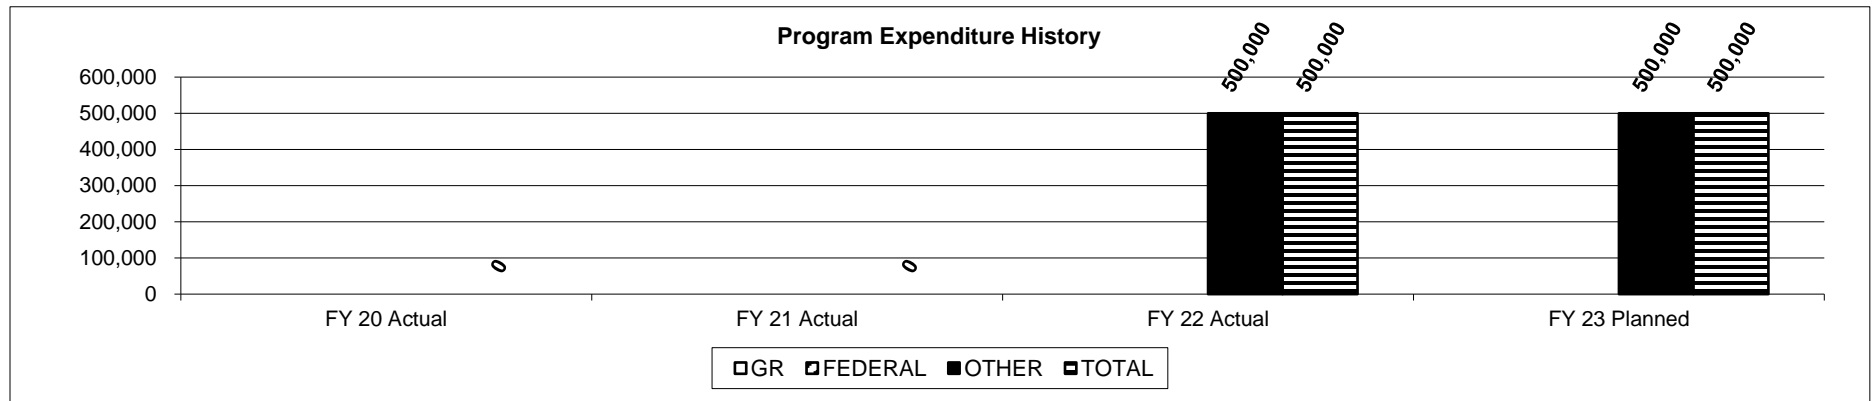 Program Expenditure History
500,000 500,000 500,000 500,000
600,000
500,000
400,000
300,000
200,000
100,000
0
0 0
FY 20 Actual FY 21 Actual FY 22 Actual FY 23 Planned
GR FEDERAL OTHER TOTAL